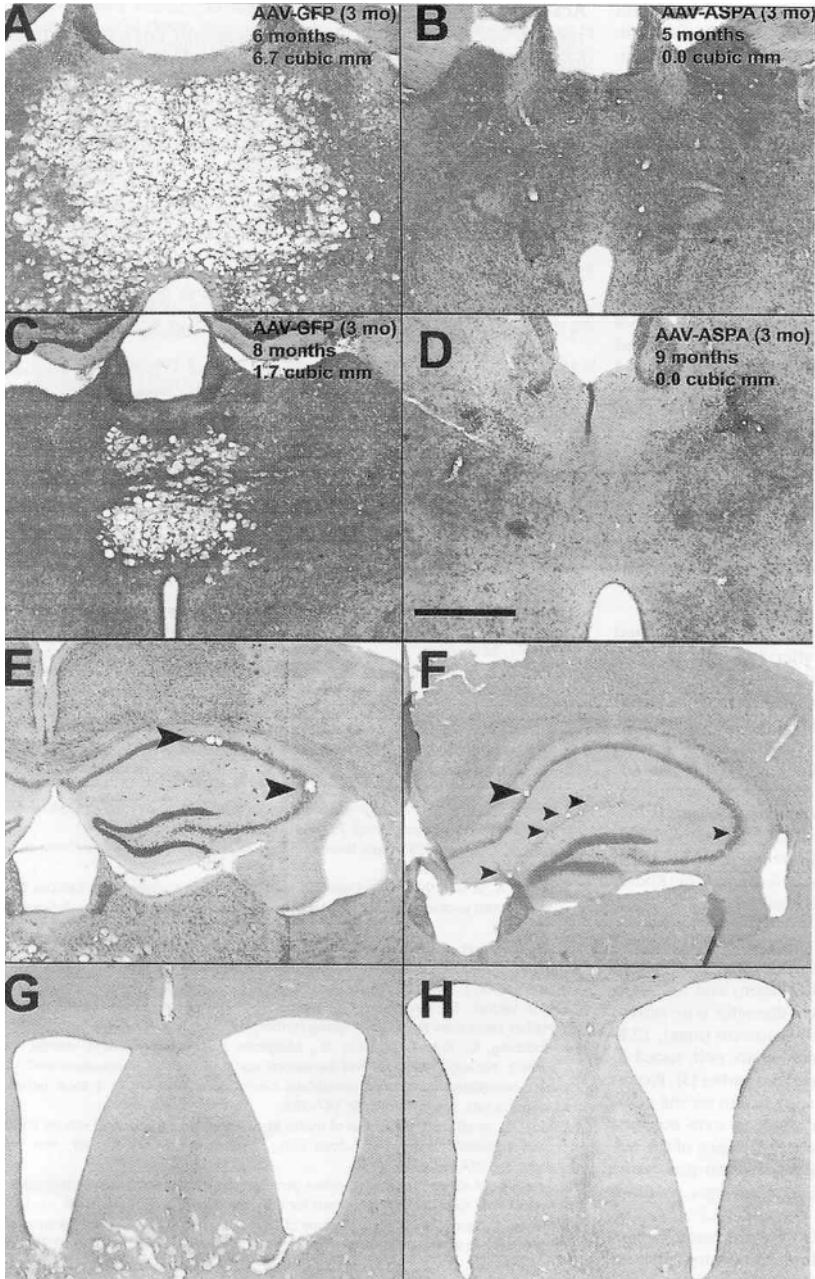 A
AAV-GFP (3 mo)
6 months
6.7 cubic mm
B
AAV-ASPA (3 mo)
5 months
0.0 cubic mm
C
AAV-GFP (3 mo)
8 months
1.7 cubic mm
D
AAV-ASPA (3 mo)
9 months
0.0 cubic mm
E
F
G
H